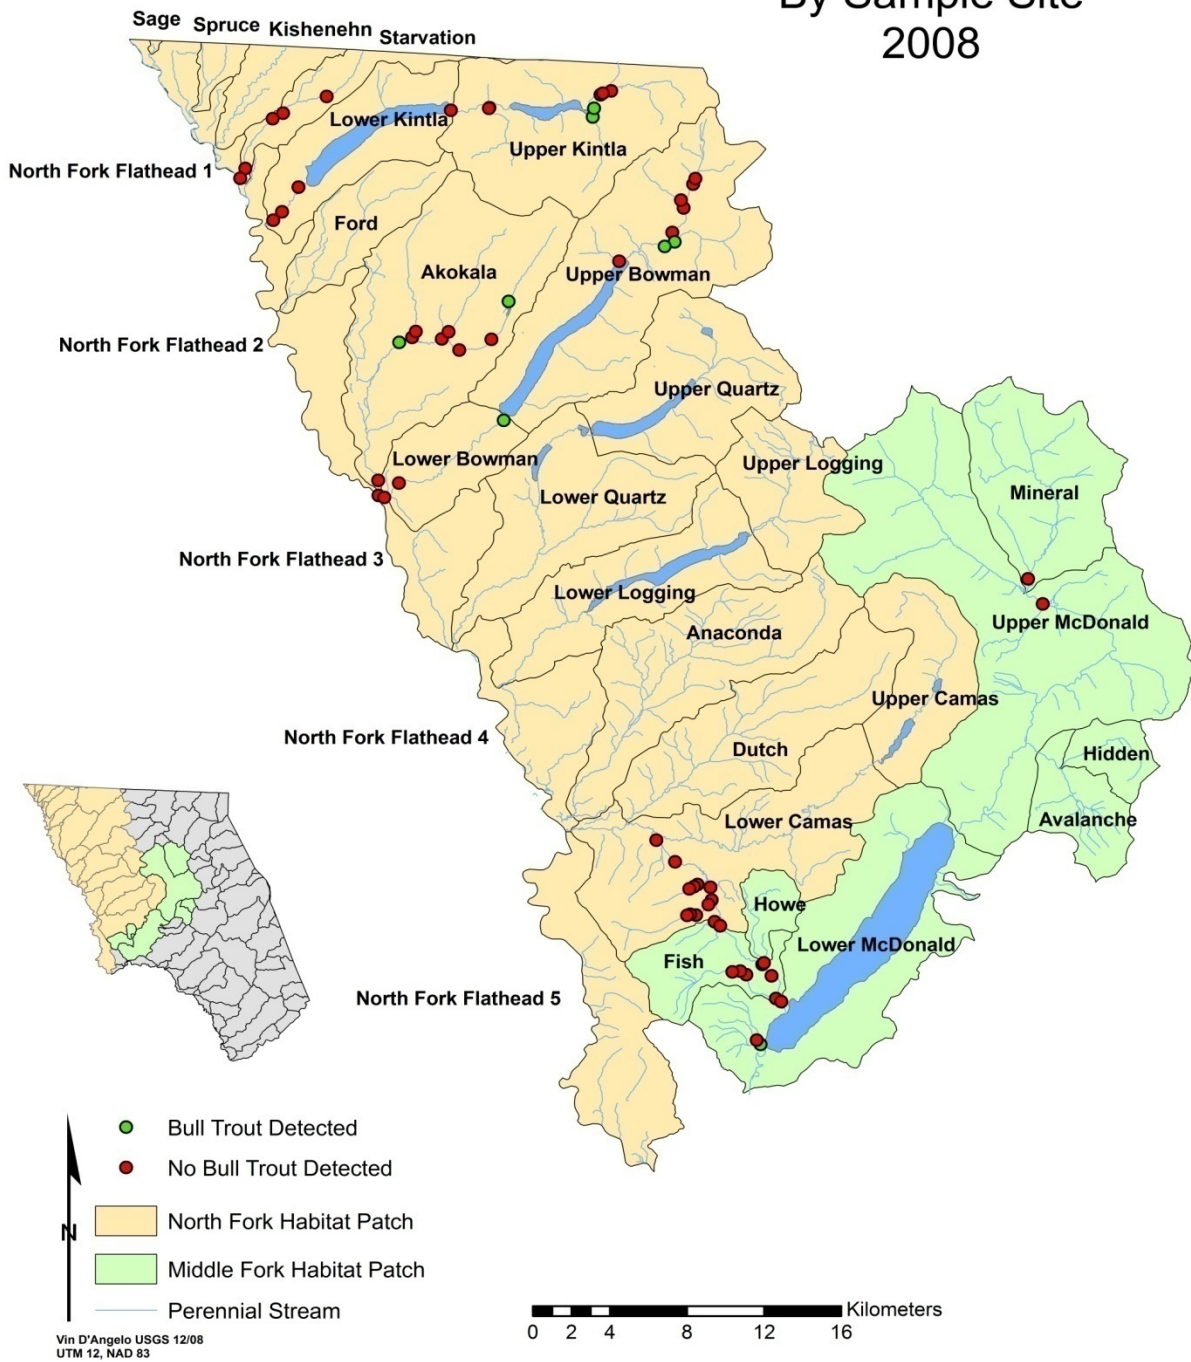 By Sample Site
2008
Sage
Spruce
Kishenehn
Starvation
Lower Kintla
Upper Kintla
North Fork Flathead 1
Ford
Akokala
Upper Bowman
North Fork Flathead 2
Upper Quartz
Lower Bowman
Upper Logging
Lower Quartz
Mineral
North Fork Flathead 3
Lower Logging
Upper McDonald
Anaconda
Upper Camas
North Fork Flathead 4
Dutch
Hidden
Lower Camas
Avalanche
Howe
Lower McDonald
Fish
North Fork Flathead 5
Bull Trout Detected
No Bull Trout Detected
North Fork Habitat Patch
N
Middle Fork Habitat Patch
Perennial Stream
Kilometers
0 2 4 8 12 16
Vin D'Angelo USGS 12/08
UTM 12, NAD 83